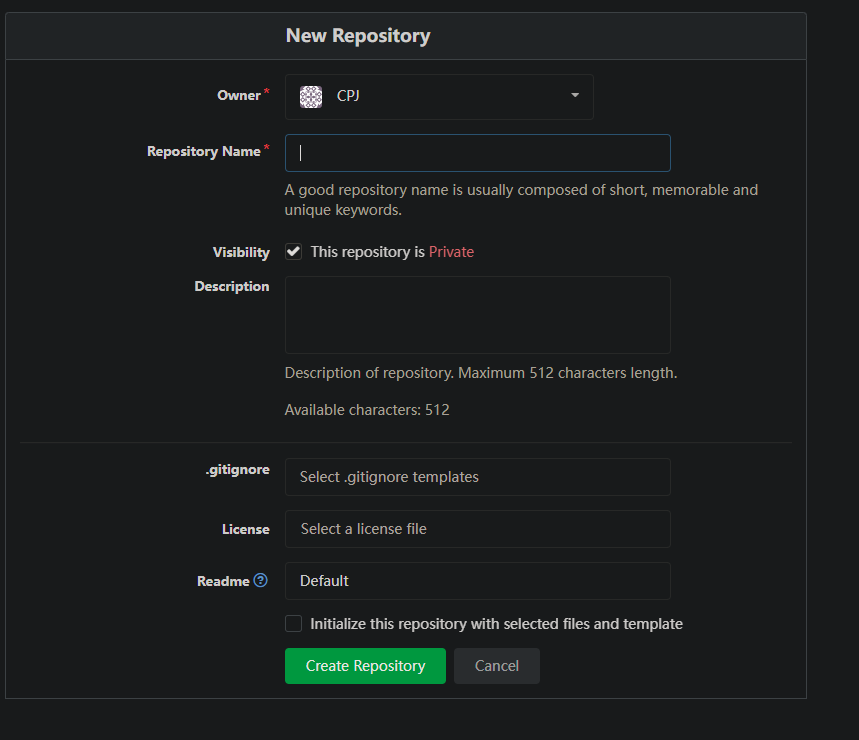 New Repository
Owner*
CPJ
Repository Name*
A good repository name is usually composed of short, memorable and
unique keywords.
Visibility
This repository is Private
Description
Description of repository. Maximum 512 characters length.
Available characters: 512
.gitignore
Select .gitignore templates
License
Select a license file
Readme ?
Default
Initialize this repository with selected files and template
Create Repository
Cancel